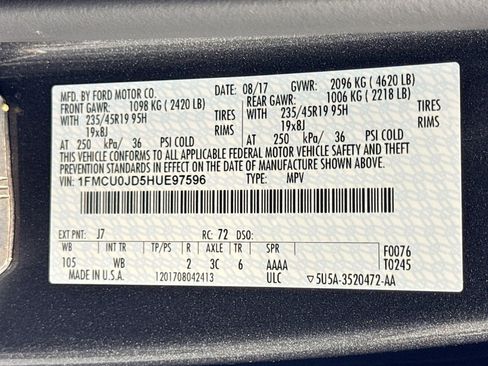 MFD. BY FORD MOTOR CO. 08/17 GVWR: 2096 KG ( 4620 LB)
FRONT GAWR: 1098 KG ( 2420 LB) REAR GAWR: 1006 KG ( 2218 LB)
WITH 235/45R19 95H TIRES WITH 235/45R19 95H TIRES
19x8J RIMS 19x8J RIMS
AT 250 kPa/ 36 PSI COLD AT 250 kPa/ 36 PSI COLD
THIS VEHICLE CONFORMS TO ALL APPLICABLE FEDERAL MOTOR VEHICLE SAFETY AND THEFT
PREVENTION STANDARDS IN EFFECT ON THE DATE OF MANUFACTURE SHOWN ABOVE.
VIN: 1FMCU0JD5HUE97596 TYPE: MPV
EXT PNT: J7 RC: 72 DSO:
WB INT TR TP/PS R AXLE TR SPR F0076
105 WB 2 3C 6 AAAA T0245
MADE IN U.S.A. 1201708042413 ULC 5U5A-3520472-AA